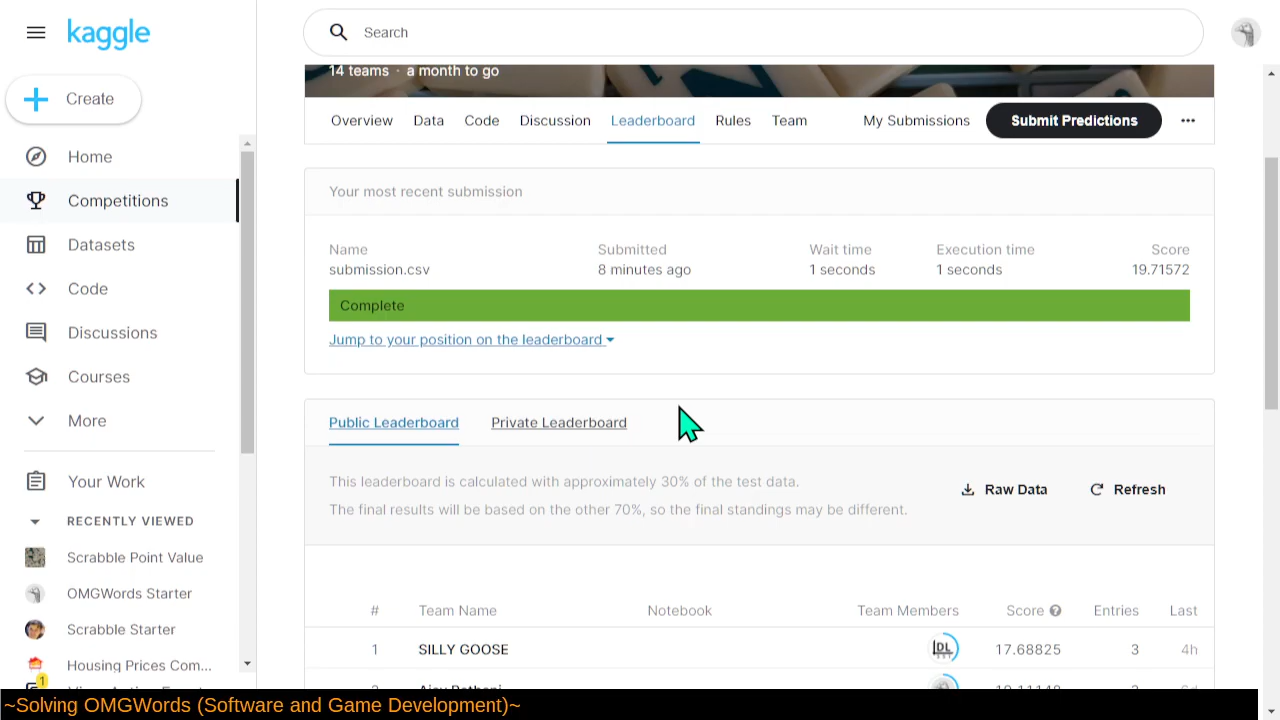 kaggle
Search
14 teams · a month to go
Create
Overview Data Code Discussion Leaderboard Rules Team My Submissions Submit Predictions
Home
Competitions
Datasets
Code
Discussions
Courses
More
Your Work
RECENTLY VIEWED
Scrabble Point Value
OMGWords Starter
Scrabble Starter
Housing Prices Com...
1
Your most recent submission
Name Submitted Wait time Execution time Score
submission.csv 8 minutes ago 1 seconds 1 seconds 19.71572
Complete
Jump to your position on the leaderboard
Public Leaderboard Private Leaderboard
This leaderboard is calculated with approximately 30% of the test data.
The final results will be based on the other 70%, so the final standings may be different.
Raw Data Refresh
# Team Name Notebook Team Members Score Entries Last
1 SILLY GOOSE DL 17.68825 3 4h
~Solving OMGWords (Software and Game Development)~